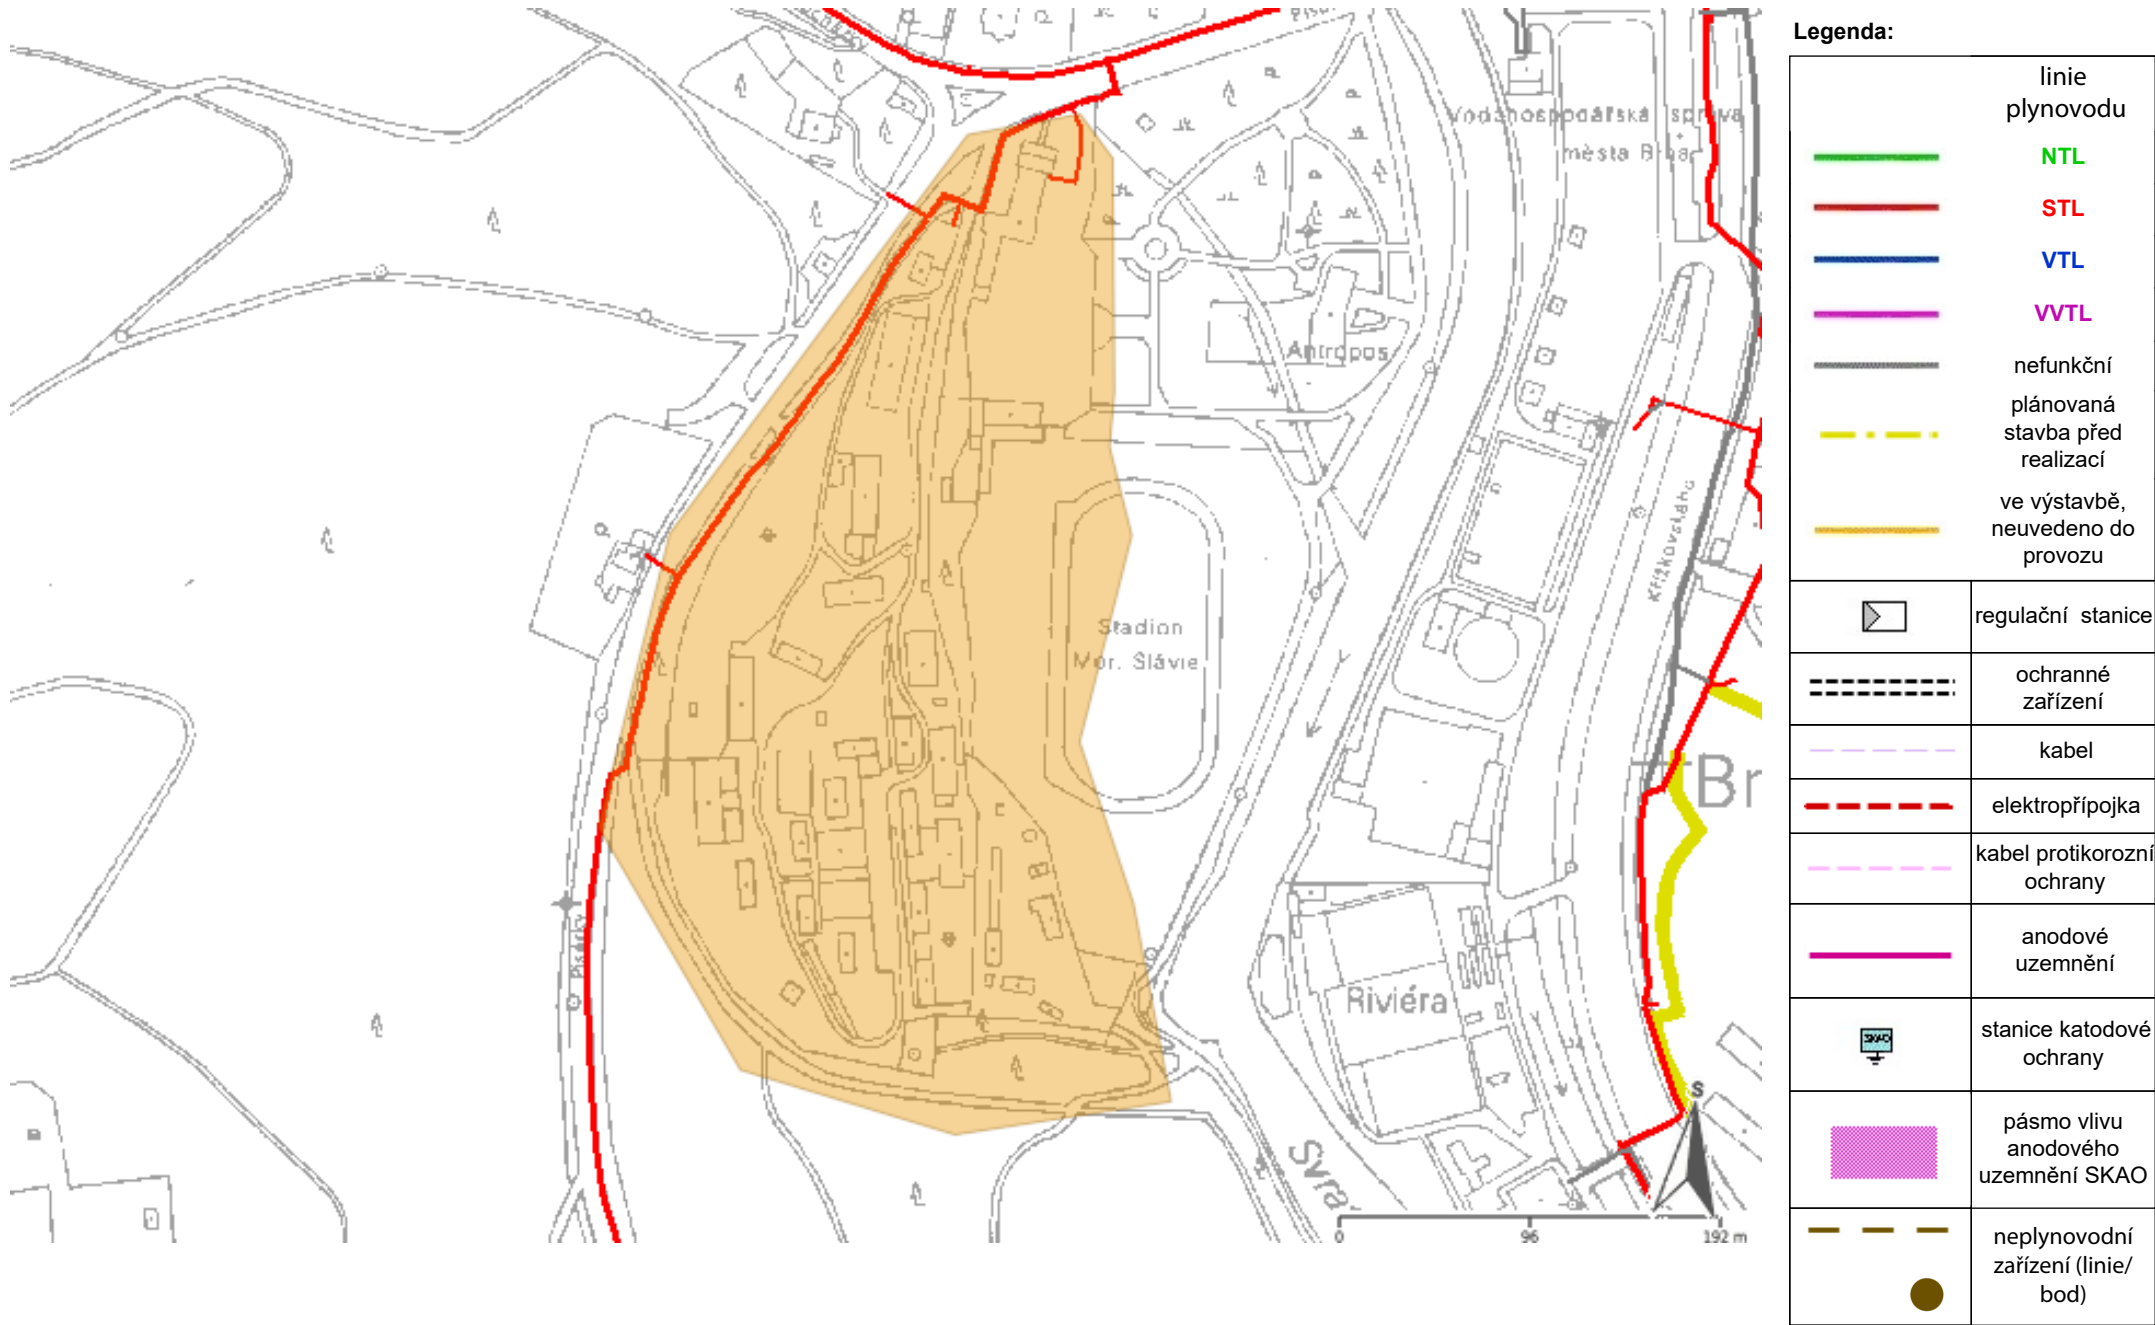 Vodohospodářská správa
města Brna
Antropos
Stadion
Mor. Slávie
Křížkovského
Br
Riviéra
Svra
S
0 96 192 m
Legenda:
linie
plynovodu
NTL
STL
VTL
VVTL
nefunkční
plánovaná
stavba před
realizací
ve výstavbě,
neuvedeno do
provozu
regulační stanice
ochranné
zařízení
kabel
elektropřípojka
kabel protikorozní
ochrany
anodové
uzemnění
SKAO
stanice katodové
ochrany
pásmo vlivu
anodového
uzemnění SKAO
neplynovodní
zařízení (linie/
bod)